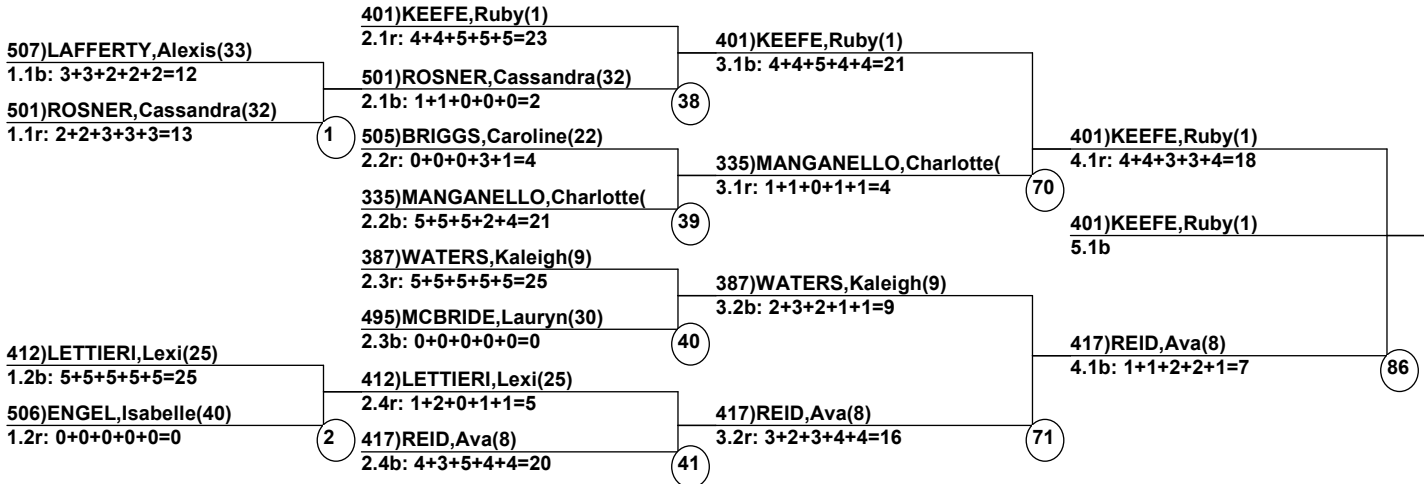 507)LAFFERTY,Alexis(33)
1.1b: 3+3+2+2+2=12
501)ROSNER,Cassandra(32)
1.1r: 2+2+3+3+3=13
1
412)LETTIERI,Lexi(25)
1.2b: 5+5+5+5+5=25
506)ENGEL,Isabelle(40)
1.2r: 0+0+0+0+0=0
2
401)KEEFE,Ruby(1)
2.1r: 4+4+5+5+5=23
501)ROSNER,Cassandra(32)
2.1b: 1+1+0+0+0=2
38
505)BRIGGS,Caroline(22)
2.2r: 0+0+0+3+1=4
335)MANGANELLO,Charlotte(
2.2b: 5+5+5+2+4=21
39
387)WATERS,Kaleigh(9)
2.3r: 5+5+5+5+5=25
495)MCBRIDE,Lauryn(30)
2.3b: 0+0+0+0+0=0
40
412)LETTIERI,Lexi(25)
2.4r: 1+2+0+1+1=5
417)REID,Ava(8)
2.4b: 4+3+5+4+4=20
41
401)KEEFE,Ruby(1)
3.1b: 4+4+5+4+4=21
335)MANGANELLO,Charlotte(
3.1r: 1+1+0+1+1=4
70
387)WATERS,Kaleigh(9)
3.2b: 2+3+2+1+1=9
417)REID,Ava(8)
3.2r: 3+2+3+4+4=16
71
401)KEEFE,Ruby(1)
4.1r: 4+4+3+3+4=18
401)KEEFE,Ruby(1)
5.1b
417)REID,Ava(8)
4.1b: 1+1+2+2+1=7
86